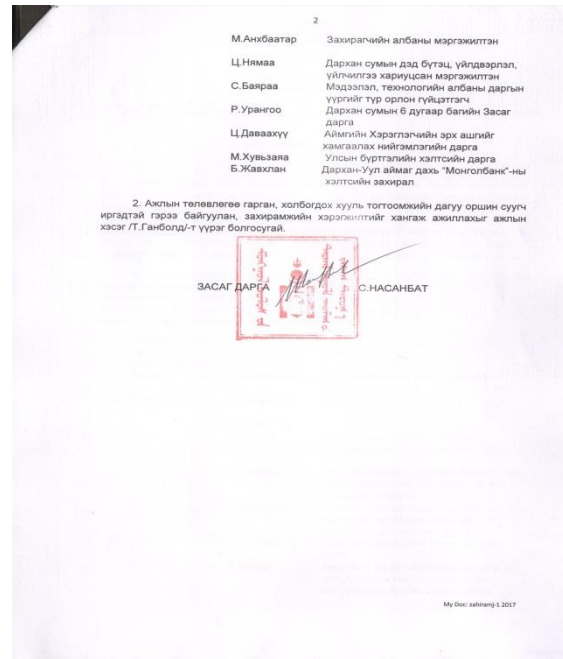 2
М.Анхбаатар Захирагчийн албаны мэргэжилтэн
Ц.Нямаа Дархан сумын дэд бүтэц, үйлдвэрлэл,
үйлчилгээ хариуцсан мэргэжилтэн
С.Баяраа Мэдээлэл, технологийн албаны даргын
үүргийг түр орлон гүйцэтгэгч
Р.Урангоо Дархан сумын 6 дугаар багийн Засаг
дарга
Ц.Даваахүү Аймгийн Хэрэглэгчийн эрх ашгийг
хамгаалах нийгэмлэгийн дарга
М.Хувьзаяа Улсын бүртгэлийн хэлтсийн дарга
Б.Жавхлан Дархан-Уул аймаг дахь "Монголбанк"-ны
хэлтсийн захирал
2. Ажлын төлөвлөгөө гарган, холбогдох хууль тогтоомжийн дагуу оршин суугч
иргэдтэй гэрээ байгуулан, захирамжийн хэрэгжилтийг хангаж ажиллахыг ажлын
хэсэг /Т.Ганболд/-т үүрэг болгосугай.
ЗАСАГ ДАРГА С.НАСАНБАТ
My Doc: zahiramj-1 2017